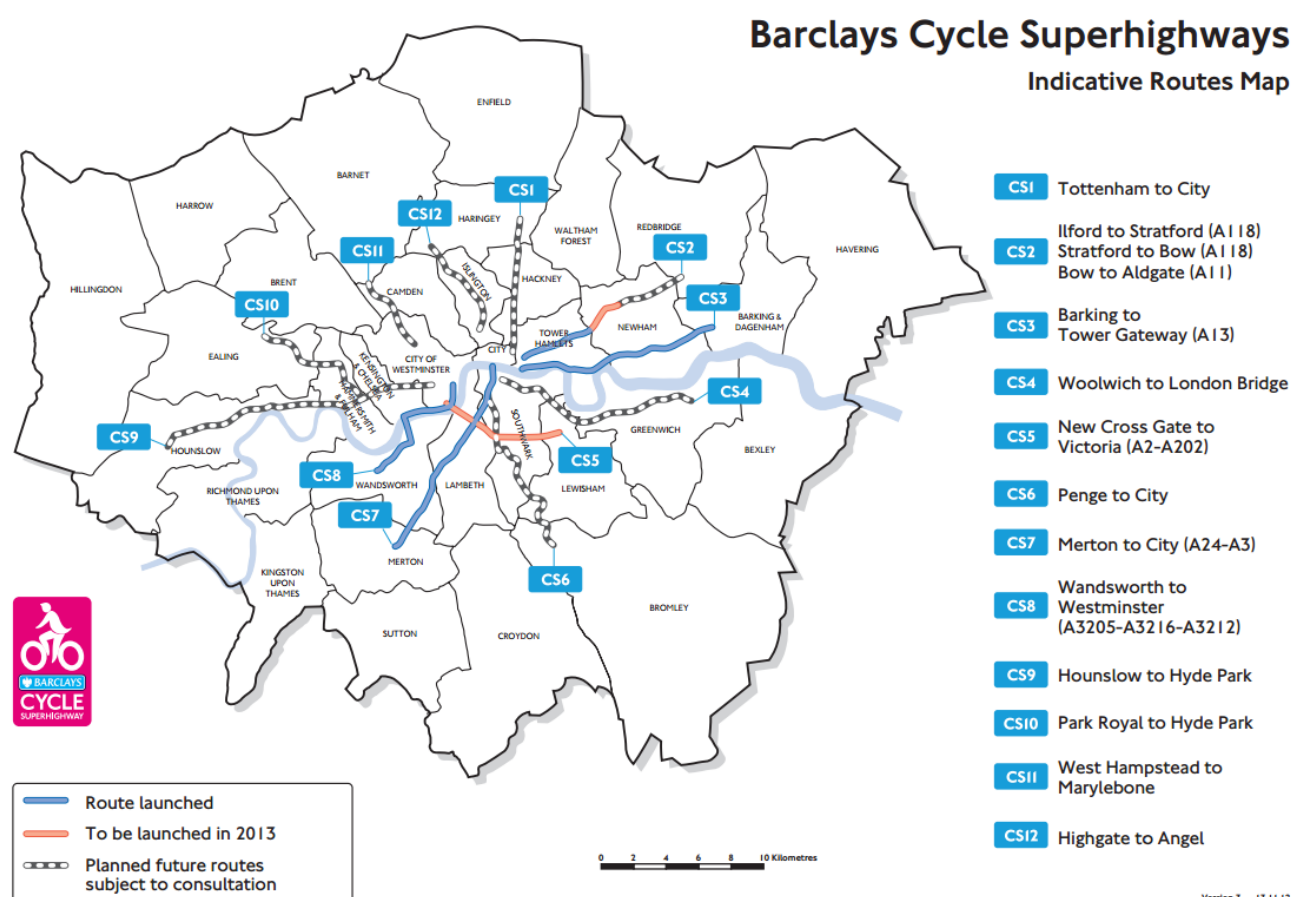 Barclays Cycle Superhighways
Indicative Routes Map
ENFIELD
BARNET
HARROW
CS1
CS12
HARINGEY
WALTHAM
FOREST
REDBRIDGE
CS2
HAVERING
CS11
ISLINGTON
HACKNEY
HILLINGDON
BRENT
CAMDEN
CS10
CS3
BARKING &
DAGENHAM
NEWHAM
TOWER
HAMLETS
CITY
EALING
CITY OF
WESTMINSTER
KENSINGTON
& CHELSEA
HAMMERSMITH
& FULHAM
CS4
GREENWICH
SOUTHWARK
CS9
HOUNSLOW
BEXLEY
CS5
CS8
WANDSWORTH
LAMBETH
LEWISHAM
RICHMOND UPON
THAMES
CS7
MERTON
CS6
KINGSTON
UPON
THAMES
BROMLEY
SUTTON
CROYDON
CS1 Tottenham to City
CS2 Ilford to Stratford (A118)
Stratford to Bow (A118)
Bow to Aldgate (A11)
CS3 Barking to
Tower Gateway (A13)
CS4 Woolwich to London Bridge
CS5 New Cross Gate to
Victoria (A2-A202)
CS6 Penge to City
CS7 Merton to City (A24-A3)
CS8 Wandsworth to
Westminster
(A3205-A3216-A3212)
CS9 Hounslow to Hyde Park
CS10 Park Royal to Hyde Park
CS11 West Hampstead to
Marylebone
CS12 Highgate to Angel
BARCLAYS
CYCLE
SUPERHIGHWAY
Route launched
To be launched in 2013
Planned future routes
subject to consultation
0 2 4 6 8 10 Kilometres